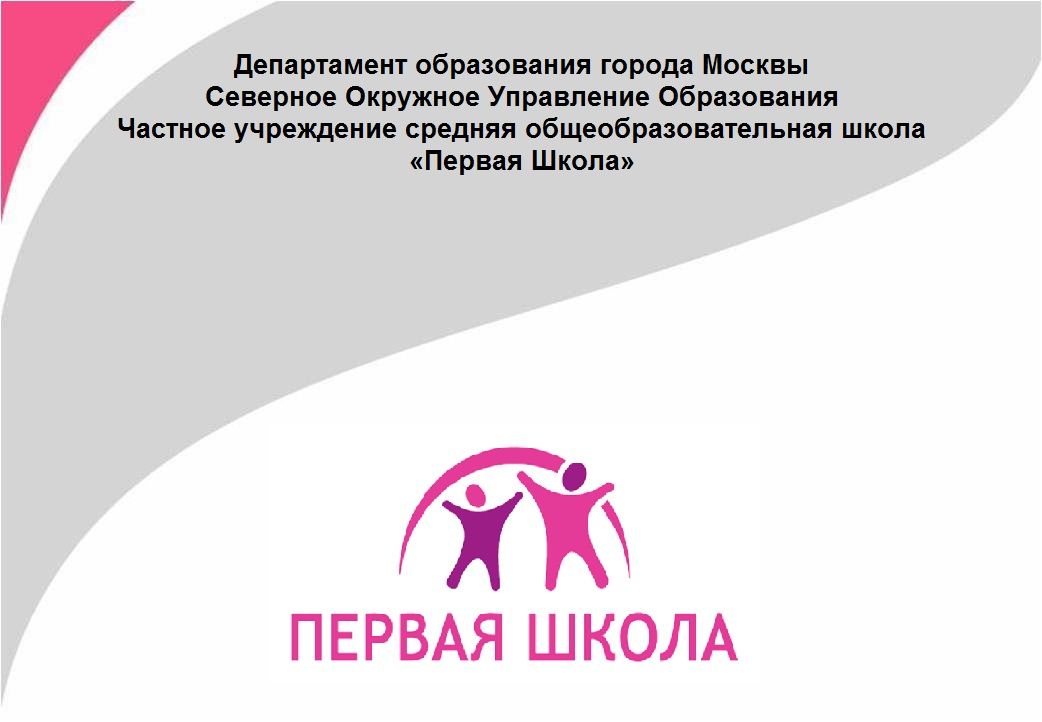 Департамент образования города Москвы
Северное Окружное Управление Образования
Частное учреждение средняя общеобразовательная школа
«Первая Школа»
ПЕРВАЯ ШКОЛА